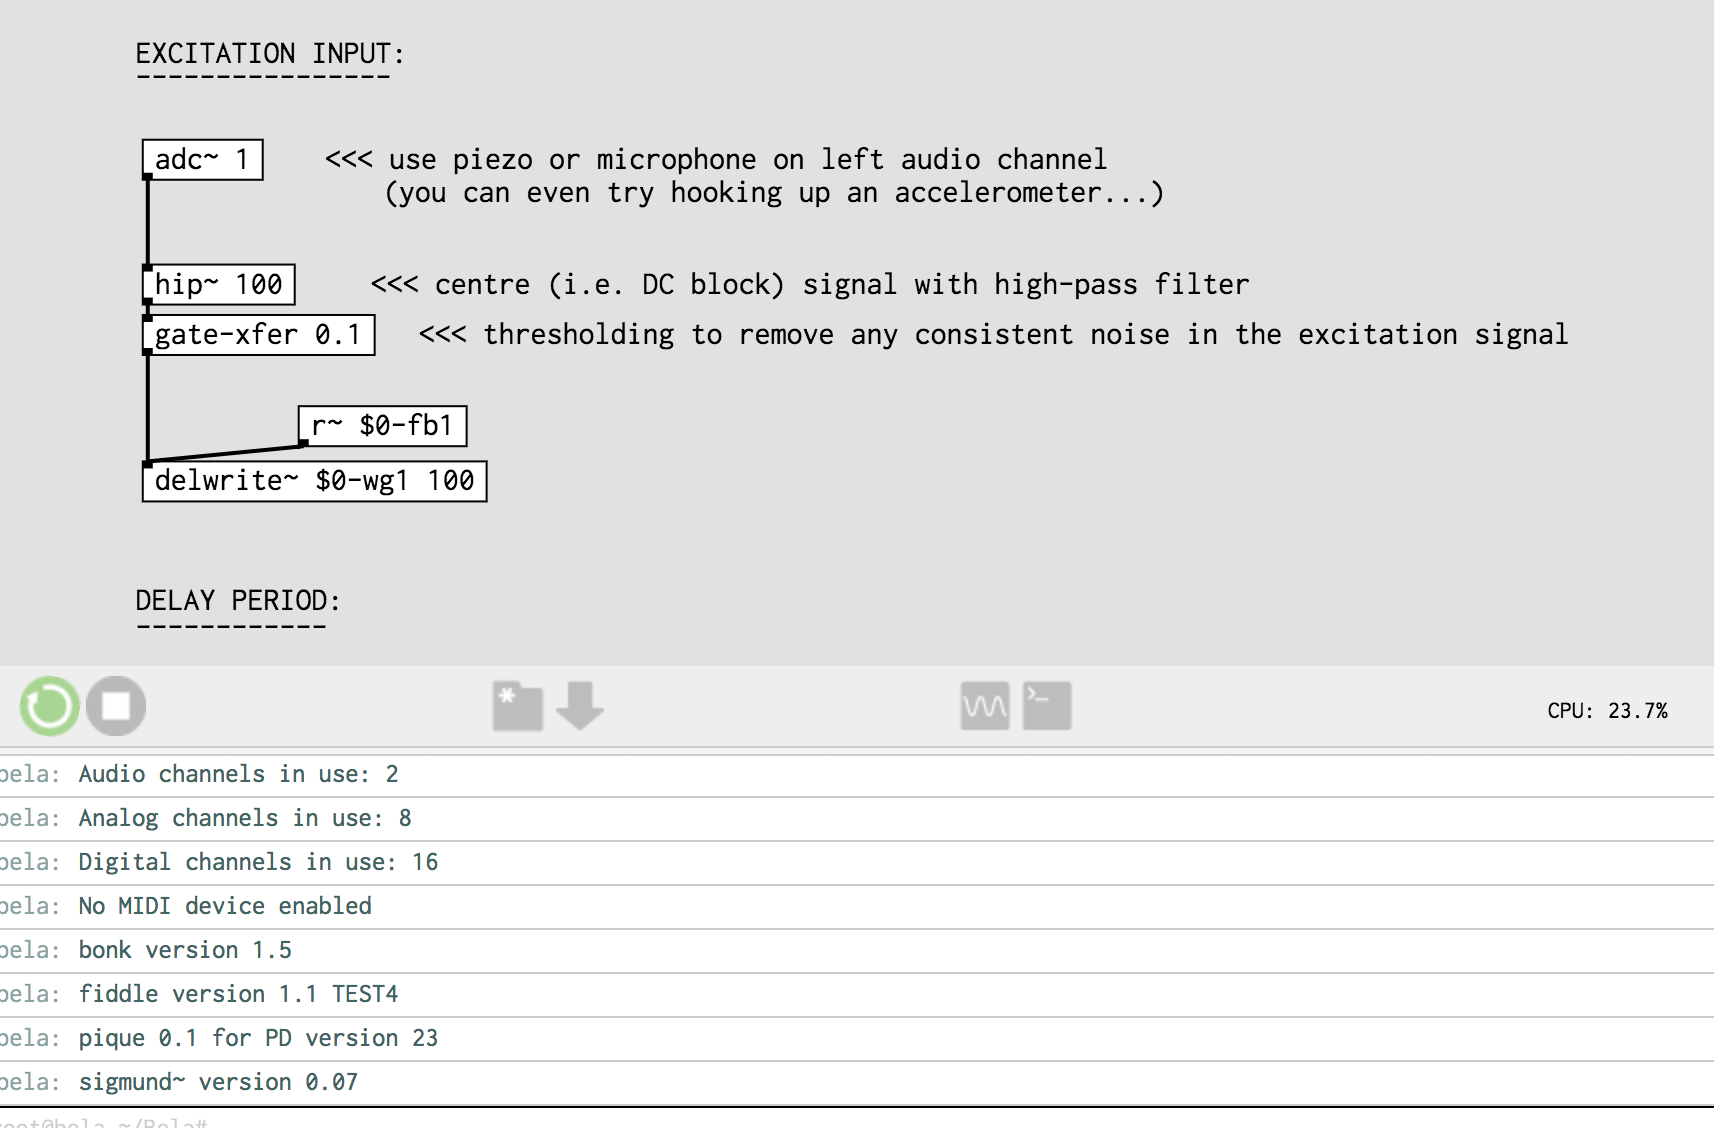 EXCITATION INPUT:
----------------
adc~ 1 <<< use piezo or microphone on left audio channel
(you can even try hooking up an accelerometer...)
hip~ 100 <<< centre (i.e. DC block) signal with high-pass filter
gate-xfer 0.1 <<< thresholding to remove any consistent noise in the excitation signal
r~ $0-fb1
delwrite~ $0-wg1 100
DELAY PERIOD:
------------
* >_ CPU: 23.7%
bela: Audio channels in use: 2
bela: Analog channels in use: 8
bela: Digital channels in use: 16
bela: No MIDI device enabled
bela: bonk version 1.5
bela: fiddle version 1.1 TEST4
bela: pique 0.1 for PD version 23
bela: sigmund~ version 0.07
root@bela ~/Bela#